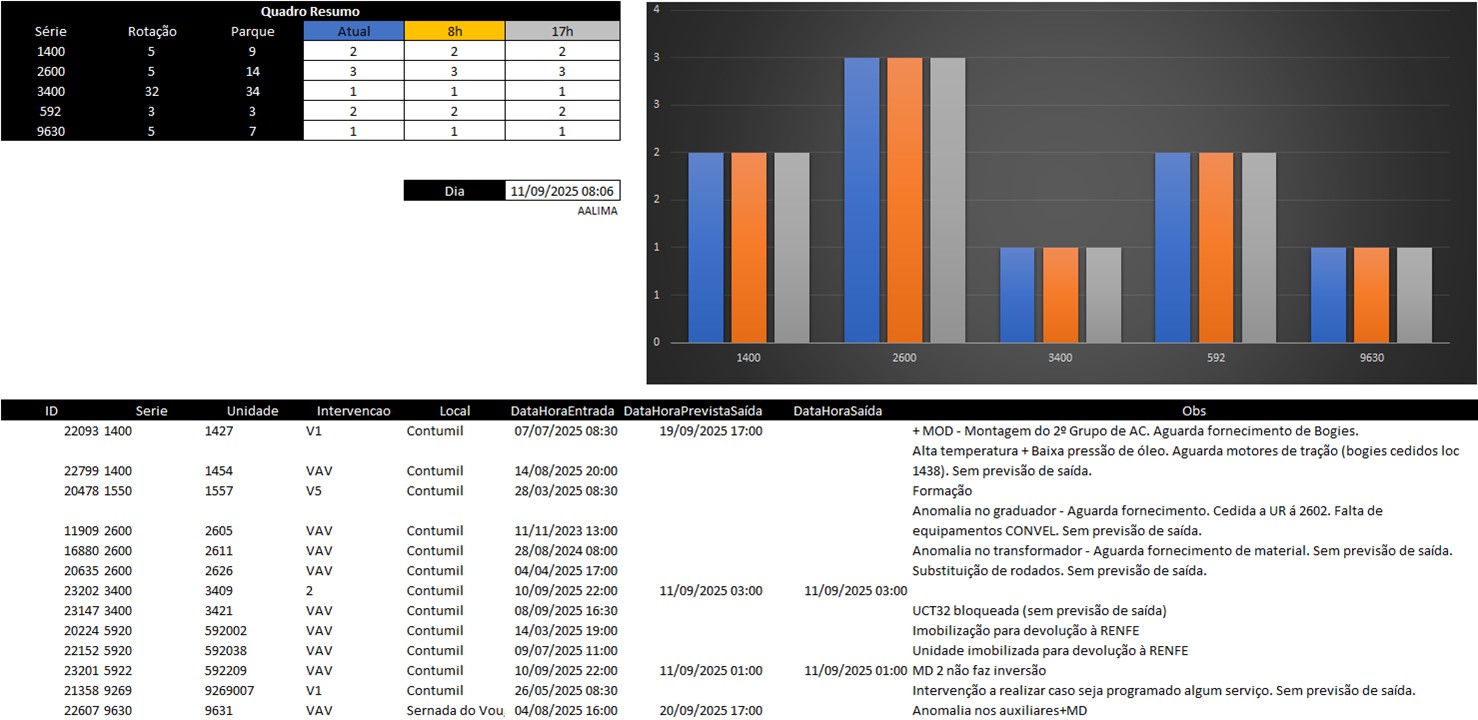 Quadro Resumo
Série Rotação Parque Atual 8h 17h
1400 5 9 2 2 2
2600 5 14 3 3 3
3400 32 34 1 1 1
592 3 3 2 2 2
9630 5 7 1 1 1
Dia 11/09/2025 08:06
AALIMA
4
3
3
2
2
1
1
0
1400 2600 3400 592 9630
ID Serie Unidade Intervencao Local DataHoraEntrada DataHoraPrevistaSaída DataHoraSaída Obs
22093 1400 1427 V1 Contumil 07/07/2025 08:30 19/09/2025 17:00 + MOD - Montagem do 2º Grupo de AC. Aguarda fornecimento de Bogies.
Alta temperatura + Baixa pressão de óleo. Aguarda motores de tração (bogies cedidos loc
22799 1400 1454 VAV Contumil 14/08/2025 20:00 1438). Sem previsão de saída.
20478 1550 1557 V5 Contumil 28/03/2025 08:30 Formação
Anomalia no graduador - Aguarda fornecimento. Cedida a UR á 2602. Falta de
11909 2600 2605 VAV Contumil 11/11/2023 13:00 equipamentos CONVEL. Sem previsão de saída.
16880 2600 2611 VAV Contumil 28/08/2024 08:00 Anomalia no transformador - Aguarda fornecimento de material. Sem previsão de saída.
20635 2600 2626 VAV Contumil 04/04/2025 17:00 Substituição de rodados. Sem previsão de saída.
23202 3400 3409 2 Contumil 10/09/2025 22:00 11/09/2025 03:00 11/09/2025 03:00
23147 3400 3421 VAV Contumil 08/09/2025 16:30 UCT32 bloqueada (sem previsão de saída)
20224 5920 592002 VAV Contumil 14/03/2025 19:00 Imobilização para devolução à RENFE
22152 5920 592038 VAV Contumil 09/07/2025 11:00 Unidade imobilizada para devolução à RENFE
23201 5922 592209 VAV Contumil 10/09/2025 22:00 11/09/2025 01:00 11/09/2025 01:00 MD 2 não faz inversão
21358 9269 9269007 V1 Contumil 26/05/2025 08:30 Intervenção a realizar caso seja programado algum serviço. Sem previsão de saída.
22607 9630 9631 VAV Sernada do Vou 04/08/2025 16:00 20/09/2025 17:00 Anomalia nos auxiliares+MD